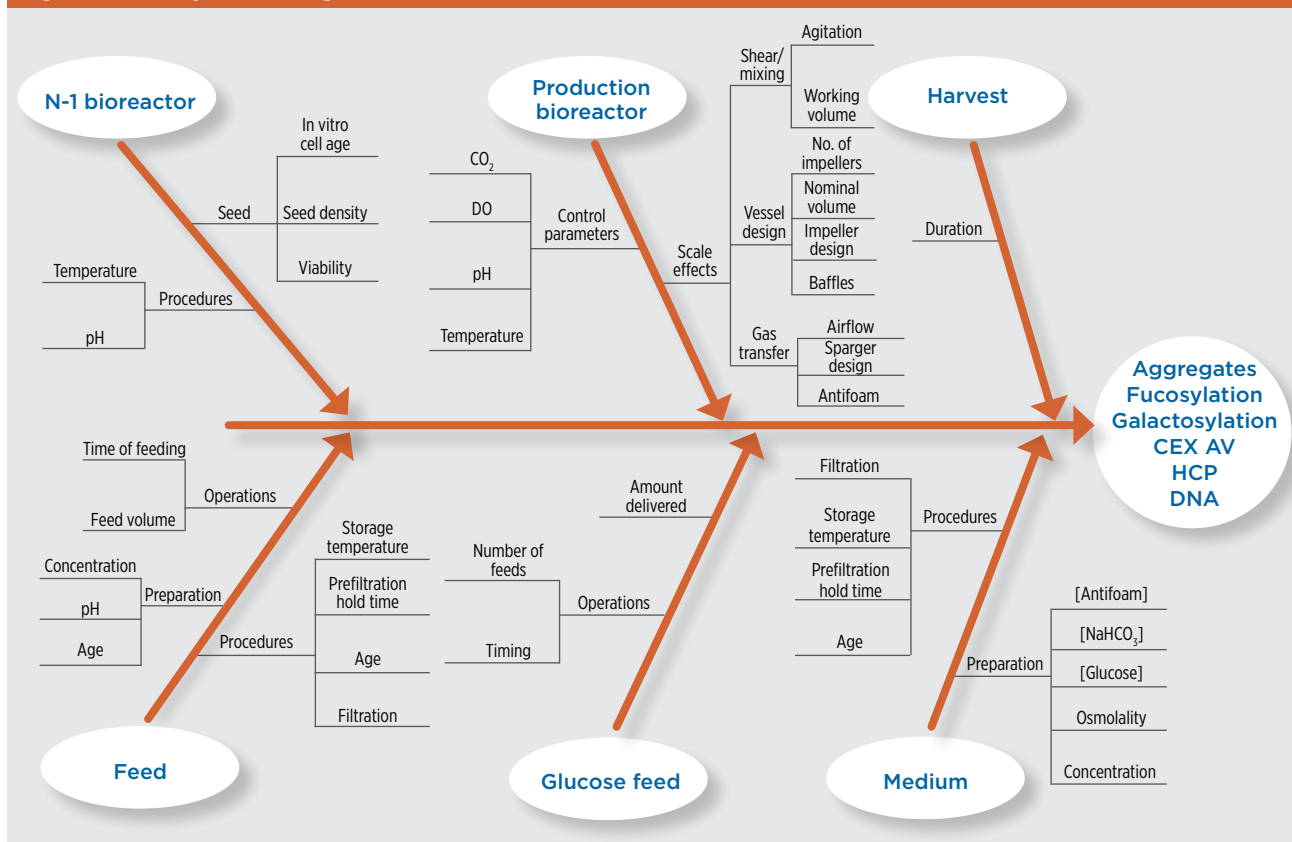 N-1 bioreactor
In vitro
cell age
Seed
Seed density
Viability
Temperature
Procedures
pH
Production
bioreactor
CO₂
DO
Control
parameters
pH
Temperature
Scale
effects
Shear/
mixing
Agitation
Working
volume
Vessel
design
No. of
impellers
Nominal
volume
Impeller
design
Baffles
Gas
transfer
Airflow
Sparger
design
Antifoam
Harvest
Duration
Aggregates
Fucosylation
Galactosylation
CEX AV
HCP
DNA
Time of feeding
Operations
Feed volume
Concentration
Preparation
pH
Age
Procedures
Storage
temperature
Prefiltration
hold time
Age
Filtration
Feed
Amount
delivered
Number of
feeds
Operations
Timing
Glucose feed
Filtration
Storage
temperature
Procedures
Prefiltration
hold time
Age
[Antifoam]
[NaHCO₃]
Preparation
[Glucose]
Osmolality
Concentration
Medium